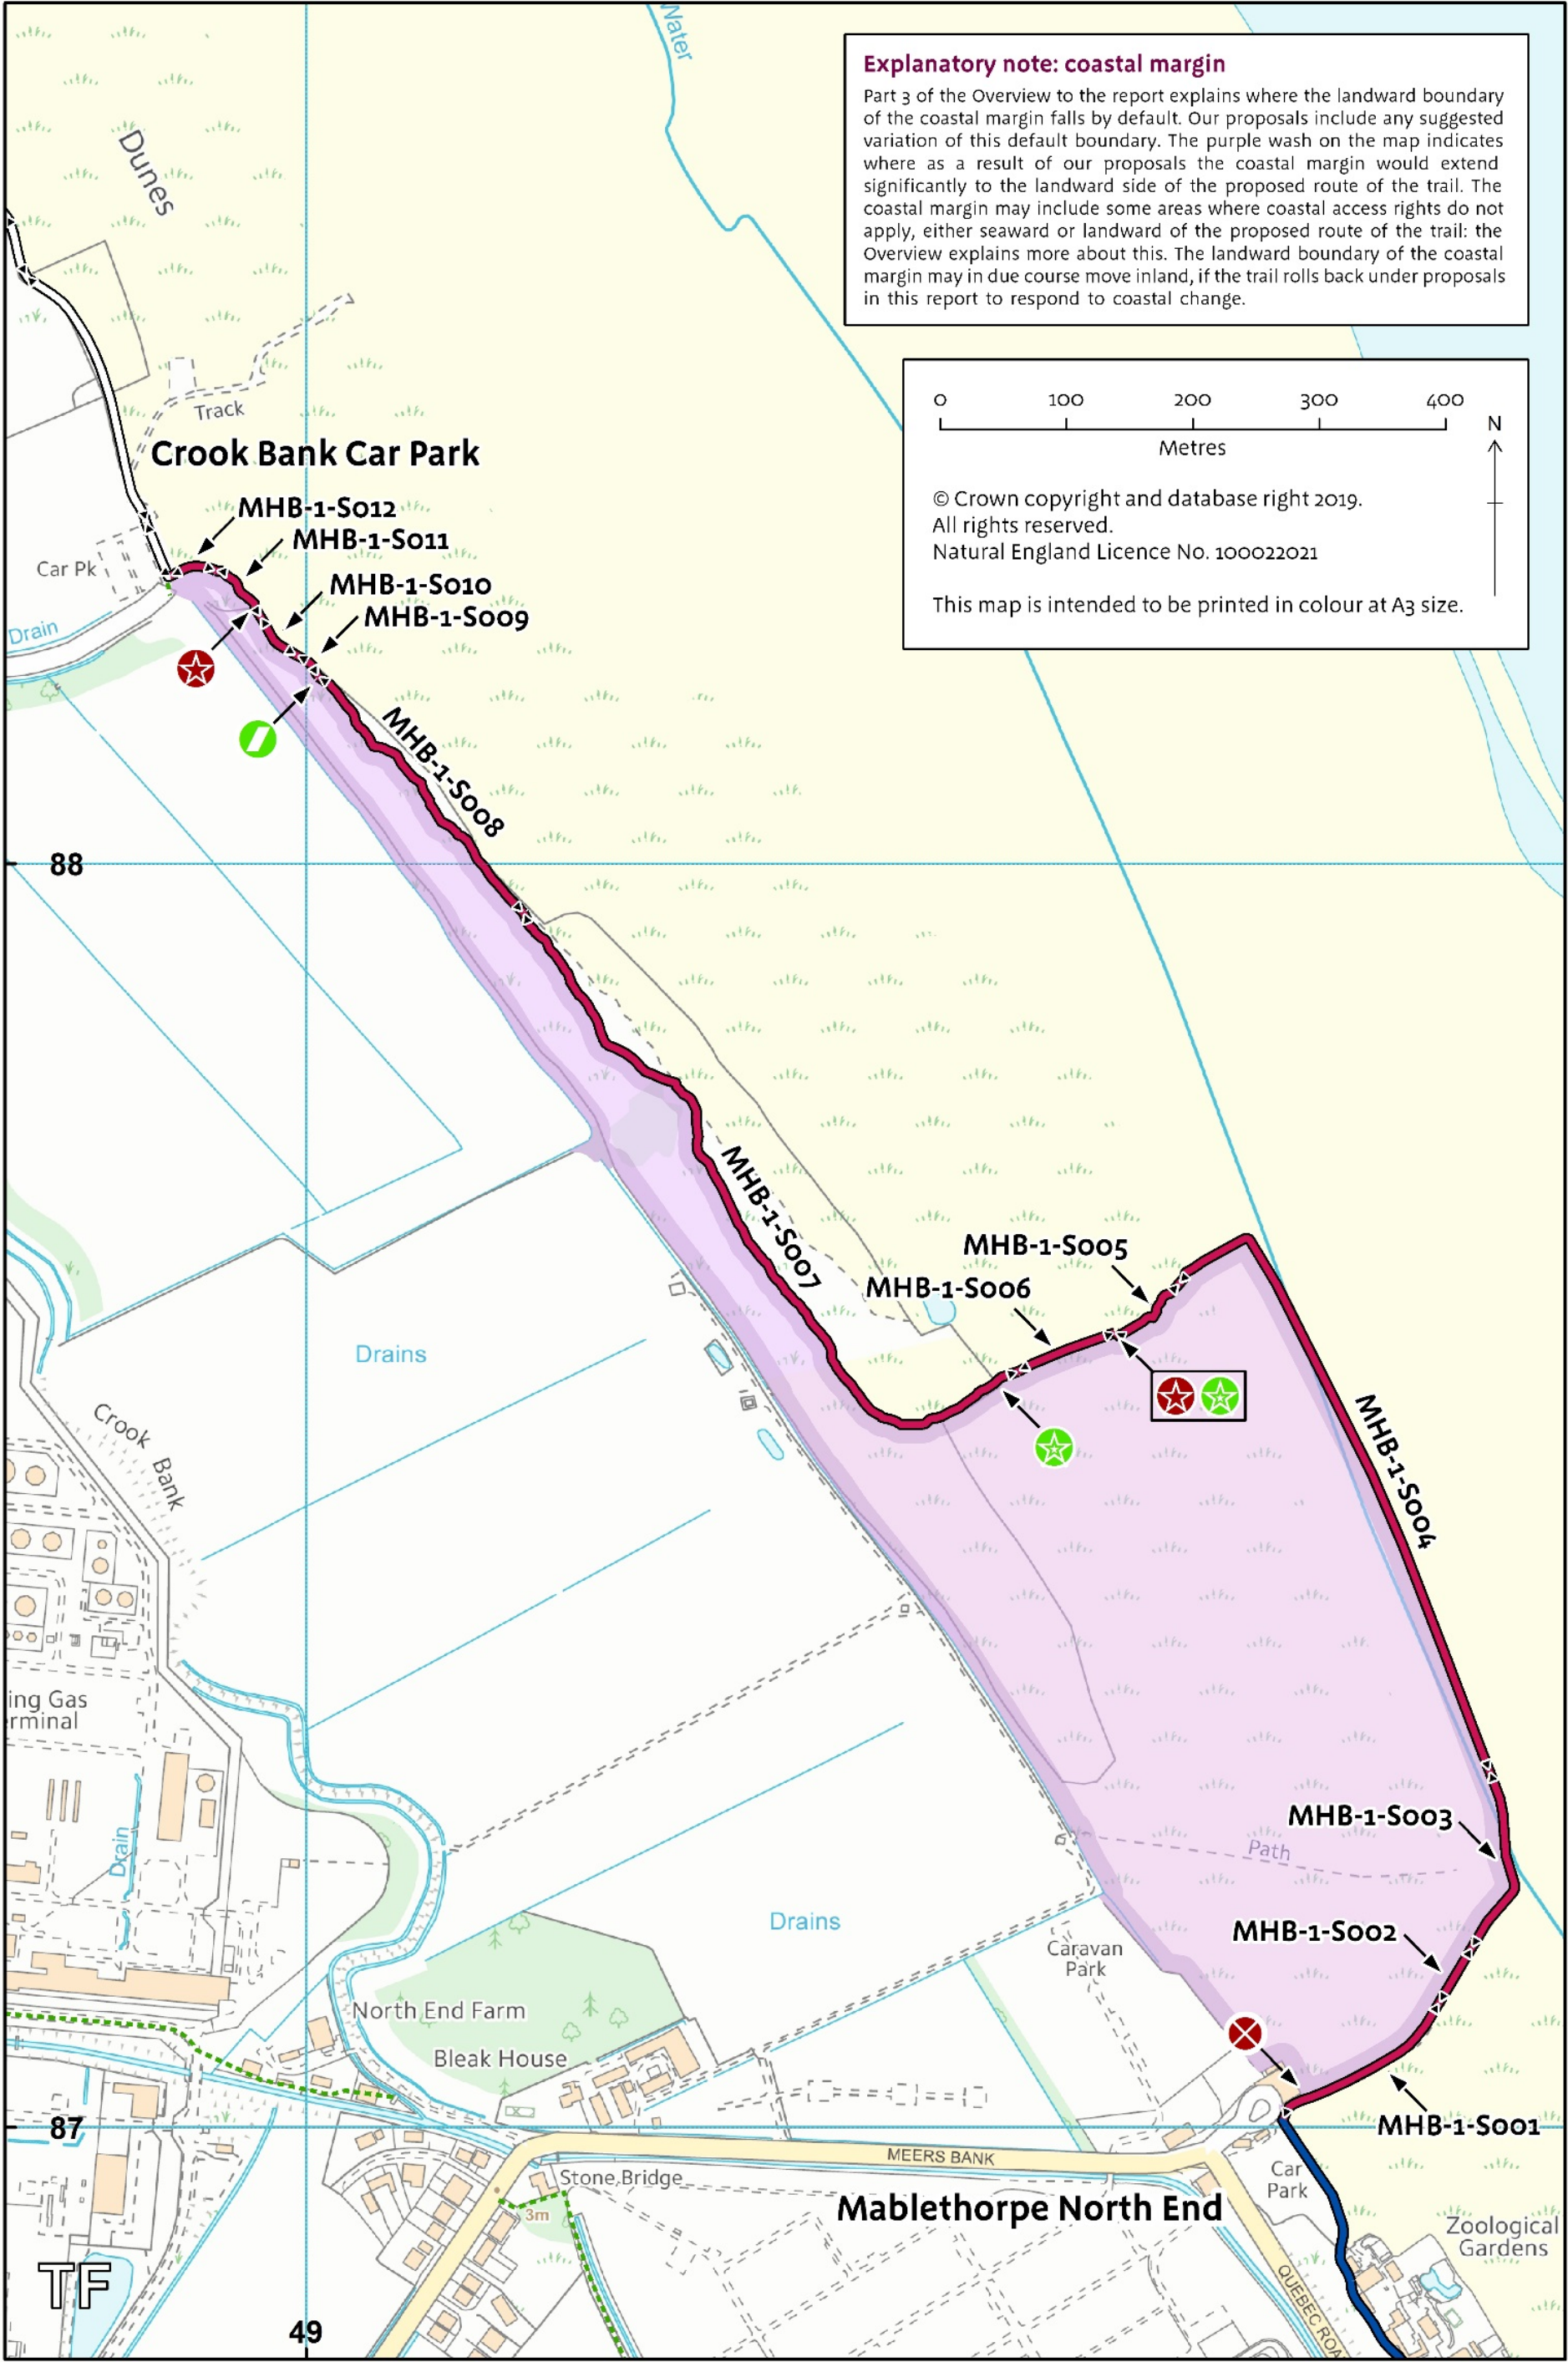 Water
Explanatory note: coastal margin
Part 3 of the Overview to the report explains where the landward boundary
of the coastal margin falls by default. Our proposals include any suggested
variation of this default boundary. The purple wash on the map indicates
where as a result of our proposals the coastal margin would extend
significantly to the landward side of the proposed route of the trail. The
coastal margin may include some areas where coastal access rights do not
apply, either seaward or landward of the proposed route of the trail: the
Overview explains more about this. The landward boundary of the coastal
margin may in due course move inland, if the trail rolls back under proposals
in this report to respond to coastal change.
Dunes
0 100 200 300 400
N
Metres
© Crown copyright and database right 2019.
All rights reserved.
Natural England Licence No. 100022021
This map is intended to be printed in colour at A3 size.
Track
Crook Bank Car Park
MHB-1-S012
MHB-1-S011
Car Pk
MHB-1-S010
MHB-1-S009
Drain
MHB-1-S008
88
MHB-1-S007
MHB-1-S005
MHB-1-S006
Drains
Crook Bank
MHB-1-S004
ing Gas
rminal
MHB-1-S003
Drain
Path
Drains
MHB-1-S002
Caravan
Park
North End Farm
Bleak House
87
MHB-1-S001
MEERS BANK
Stone Bridge
Car
Park
3m
Mablethorpe North End
Zoological
Gardens
TF
QUEBEC ROA
49